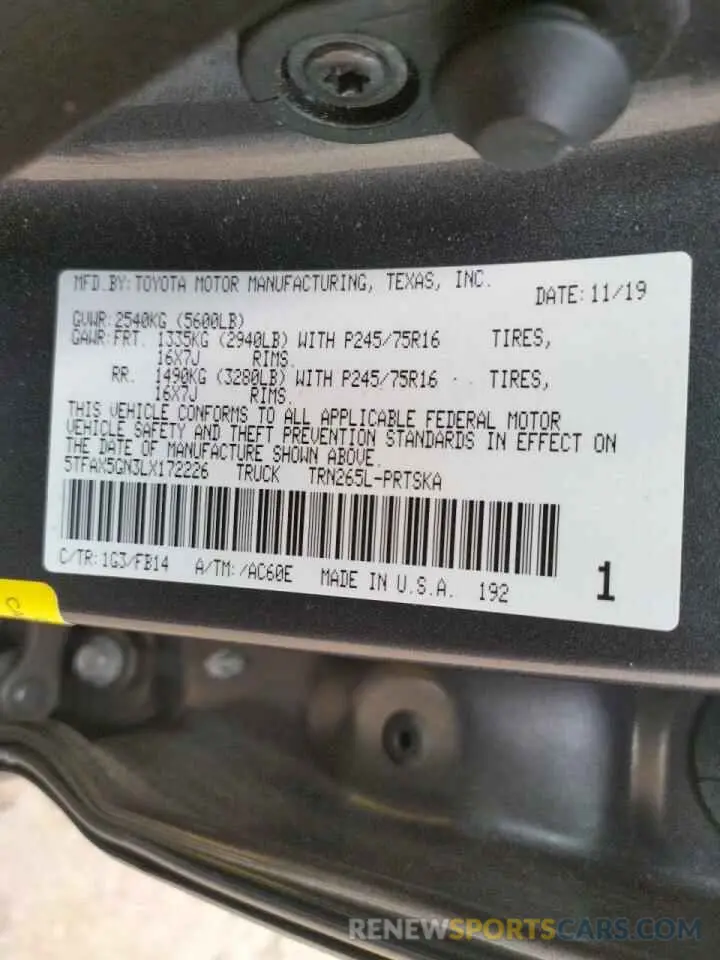 MFD.BY:TOYOTA MOTOR MANUFACTURING, TEXAS, INC.
DATE:11/19
GVWR:2540KG (5600LB)
GAWR:FRT. 1335KG (2940LB) WITH P245/75R16 TIRES,
16X7J RIMS.
RR. 1490KG (3280LB) WITH P245/75R16 TIRES,
16X7J RIMS.
THIS VEHICLE CONFORMS TO ALL APPLICABLE FEDERAL MOTOR
VEHICLE SAFETY AND THEFT PREVENTION STANDARDS IN EFFECT ON
THE DATE OF MANUFACTURE SHOWN ABOVE.
5TFAX5GN3LX172226 TRUCK TRN265L-PRTSKA
C/TR:1G3/FB14 A/TM:/AC60E MADE IN U.S.A. 192
1
RENEWSPORTSCARS.COM